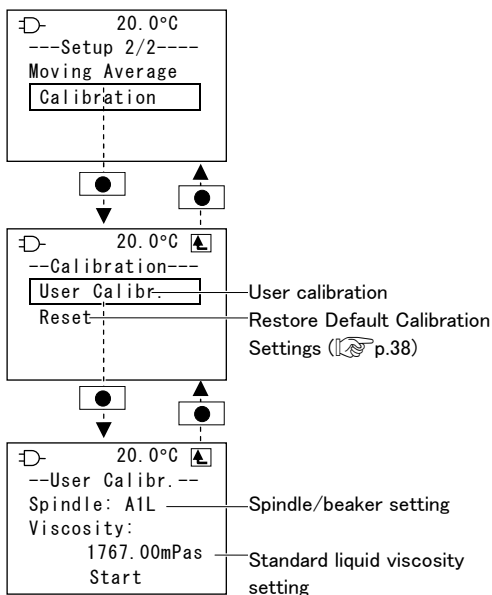 20.0°C
---Setup 2/2----
Moving Average
Calibration
20.0°C
--Calibration---
User Calibr.
User calibration
Reset
Restore Default Calibration
Settings ( p.38)
20.0°C
--User Calibr.--
Spindle: A1L
Spindle/beaker setting
Viscosity:
1767.00mPas
Standard liquid viscosity
setting
Start